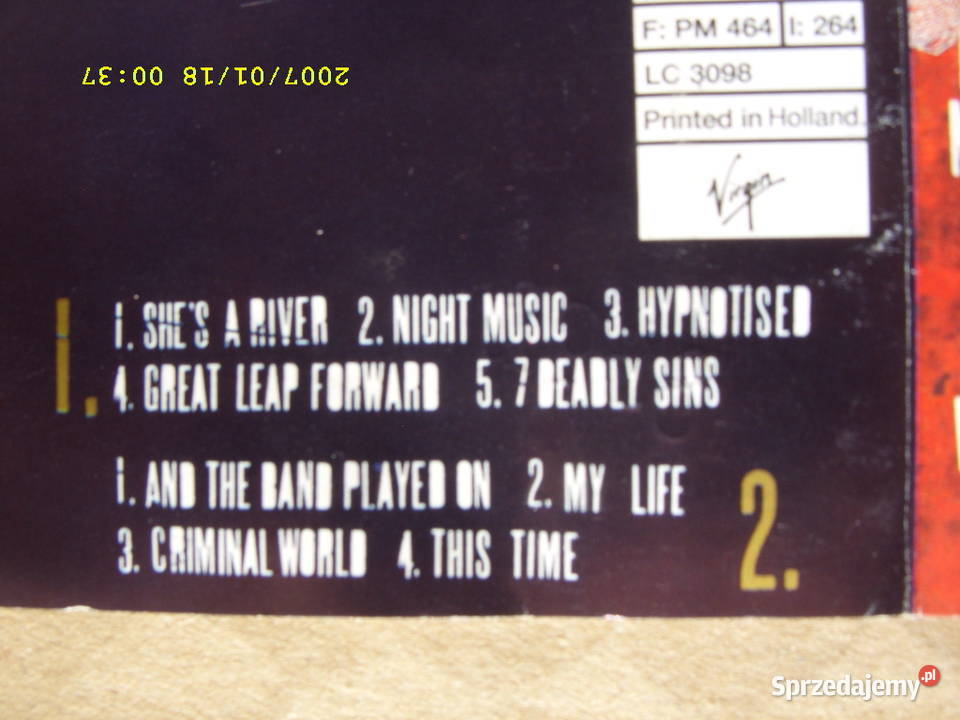 F: PM 464 I: 264
LC 3098
Printed in Holland.
Virgin
2007/01/18 00:37
1.
1. SHE'S A RIVER 2. NIGHT MUSIC 3. HYPNOTISED
4. GREAT LEAP FORWARD 5. 7 DEADLY SINS
1. AND THE BAND PLAYED ON 2. MY LIFE
3. CRIMINAL WORLD 4. THIS TIME
2.
Sprzedajemy.pl